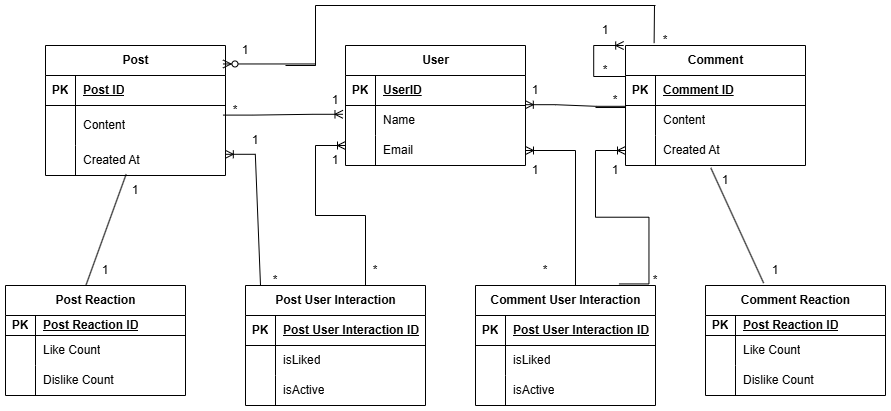 1
*
1
*
Post
PK Post ID
Content
Created At
1
User
PK UserID
Name
Email
Comment
PK Comment ID
Content
Created At
*
1
1
*
1
*
1
1
*
1
*
1
1
1
*
1
*
Post Reaction
PK Post Reaction ID
Like Count
Dislike Count
Post User Interaction
PK Post User Interaction ID
isLiked
isActive
Comment User Interaction
PK Post User Interaction ID
isLiked
isActive
Comment Reaction
PK Post Reaction ID
Like Count
Dislike Count